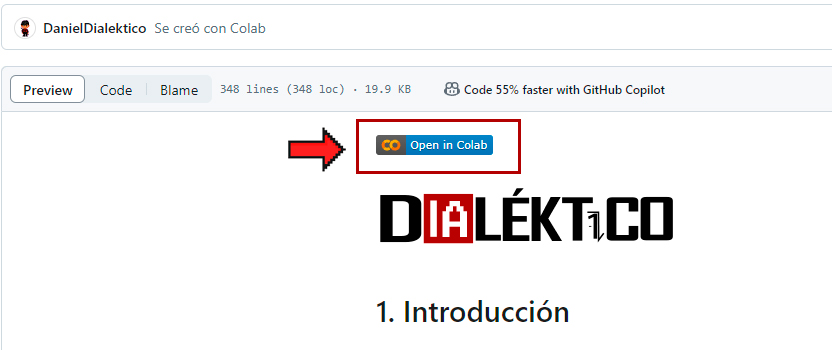 DanielDialektico Se creó con Colab
Preview Code Blame 348 lines (348 loc) · 19.9 KB Code 55% faster with GitHub Copilot
Open in Colab
DIALÉKTICO
1. Introducción